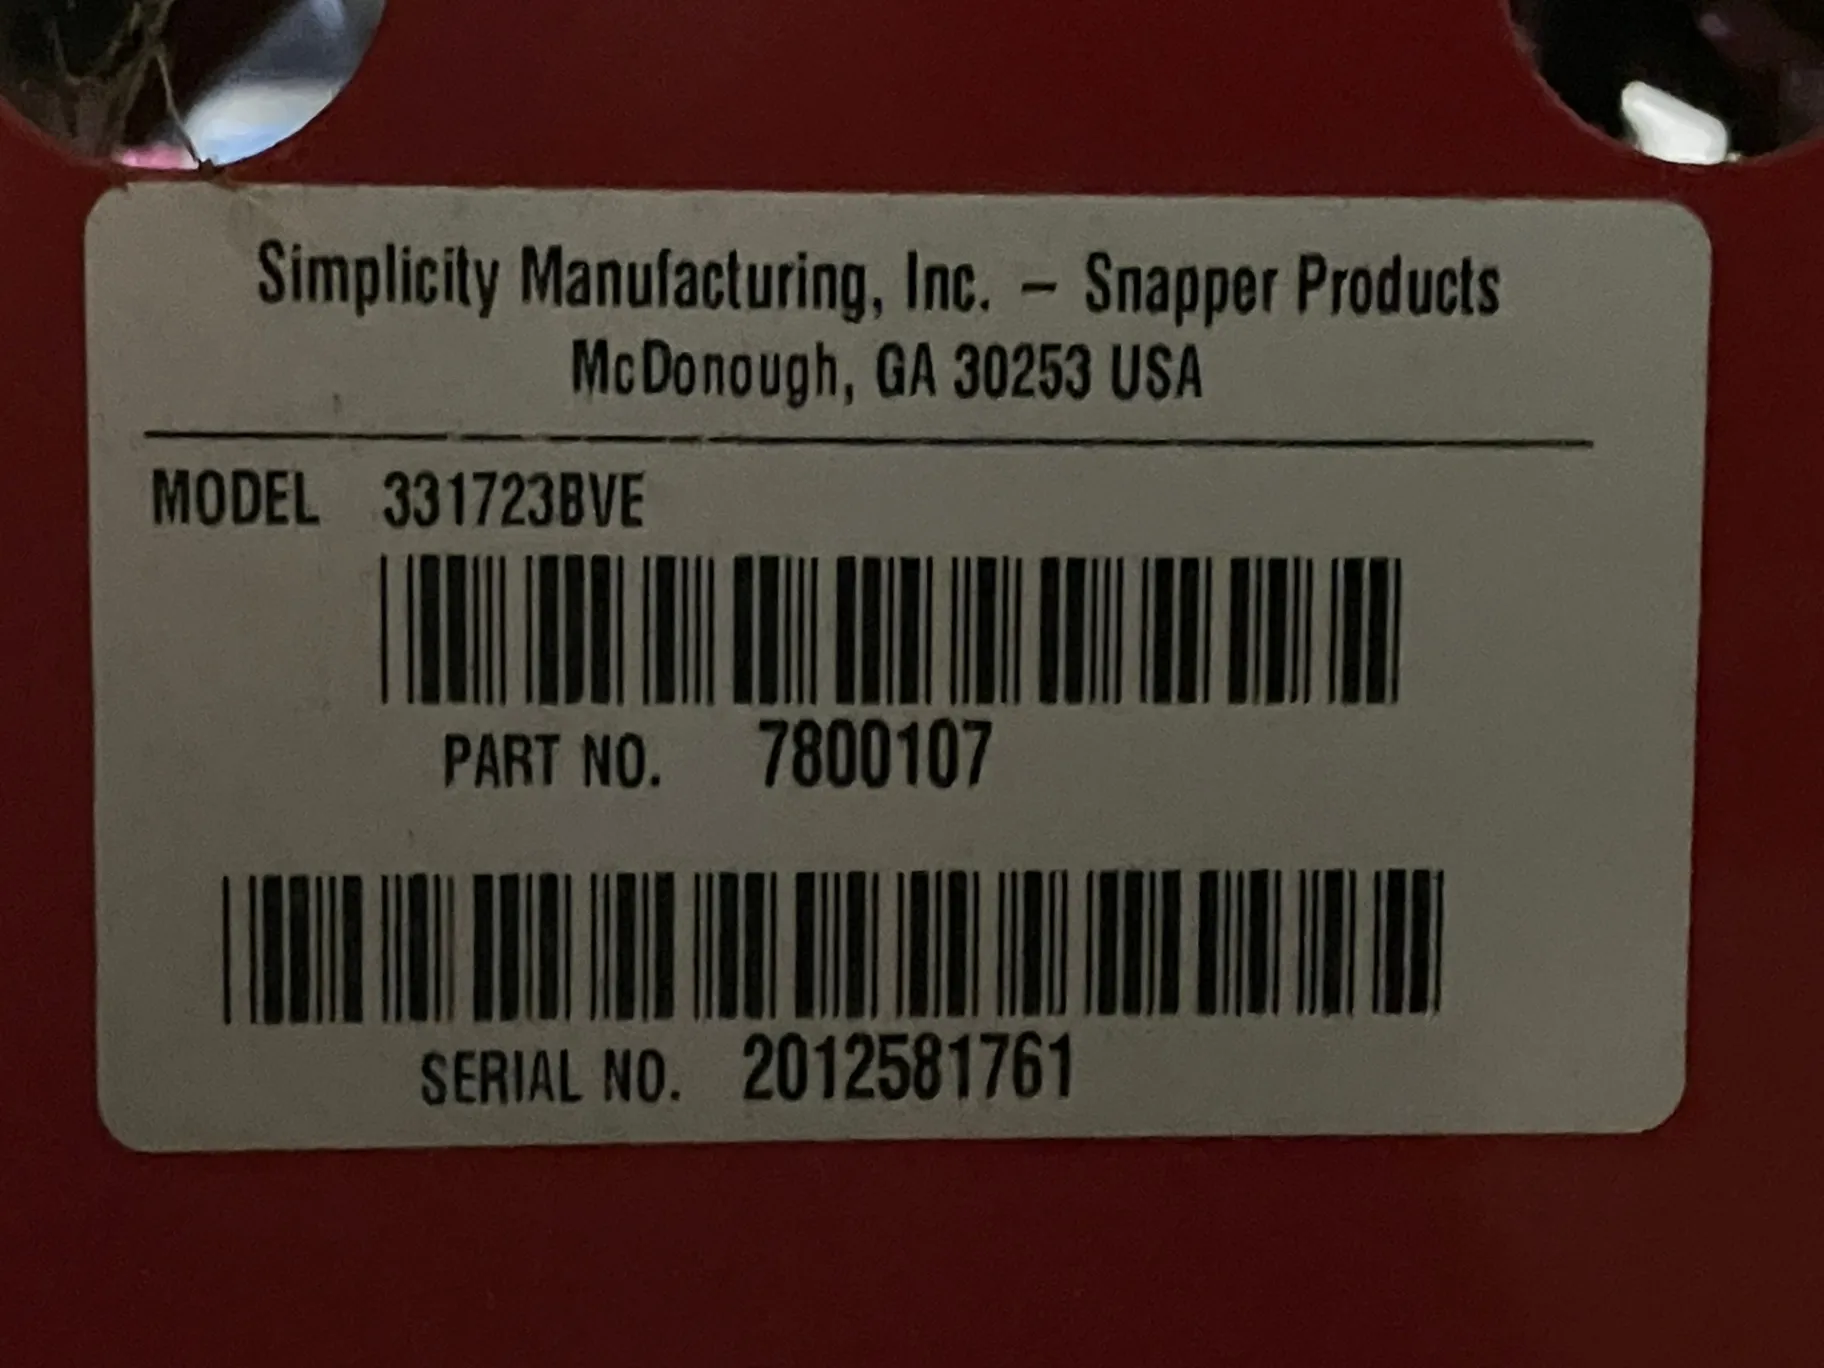 Simplicity Manufacturing, Inc. – Snapper Products
McDonough, GA 30253 USA
MODEL 331723BVE
PART NO. 7800107
SERIAL NO. 2012581761